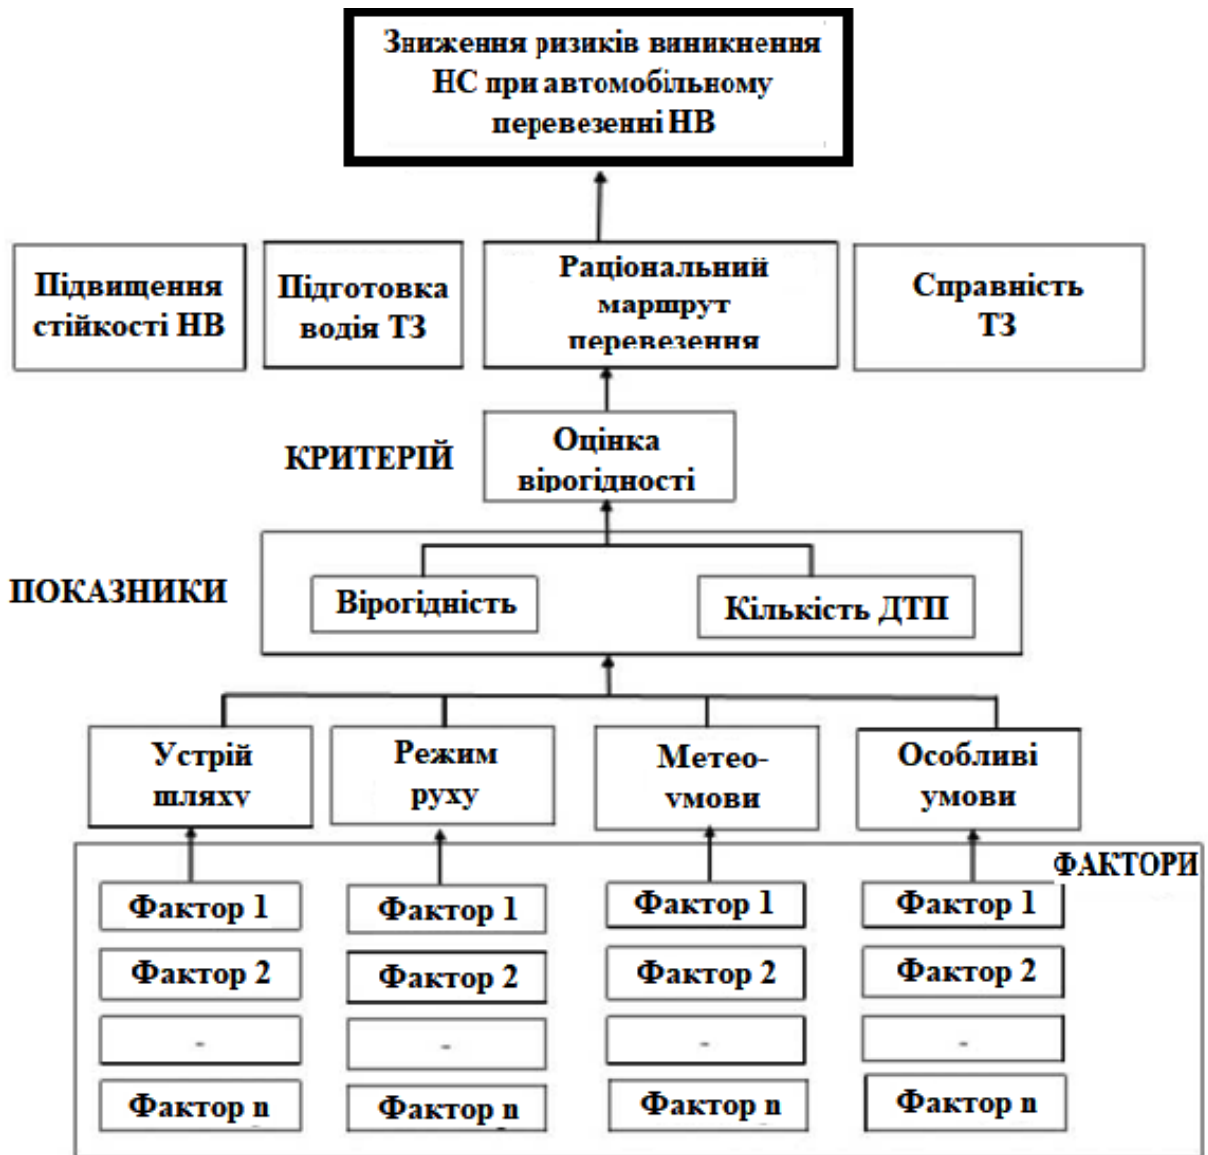 Зниження ризиків виникнення
НС при автомобільному
перевезенні НВ
Підвищення
стійкості НВ
Підготовка
водія ТЗ
Раціональний
маршрут
перевезення
Справність
ТЗ
КРИТЕРІЙ
Оцінка
вірогідності
ПОКАЗНИКИ
Вірогідність
Кількість ДТП
Устрій
шляху
Режим
руху
Метео-
умови
Особливі
умови
ФАКТОРИ
Фактор 1
Фактор 1
Фактор 1
Фактор 1
Фактор 2
Фактор 2
Фактор 2
Фактор 2
-
-
-
-
Фактор n
Фактор n
Фактор n
Фактор n